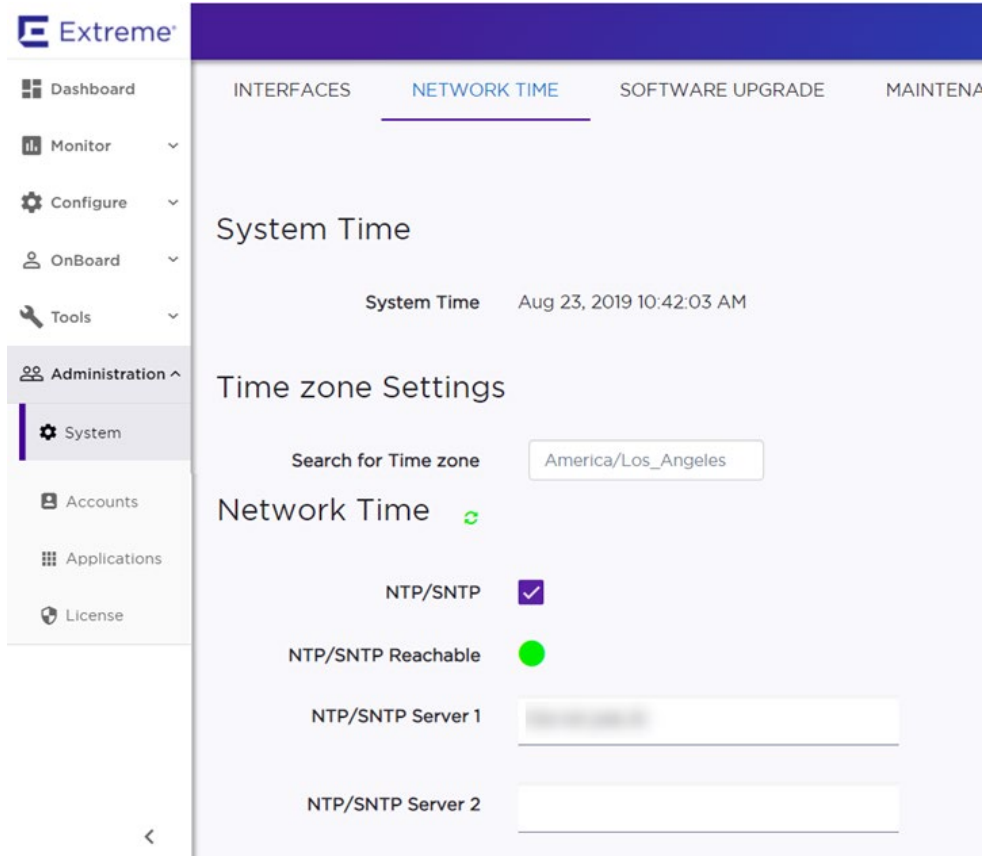 Extreme®
Dashboard
Monitor
Configure
OnBoard
Tools
Administration
System
Accounts
Applications
License
INTERFACES NETWORK TIME SOFTWARE UPGRADE MAINTENA
System Time
System Time Aug 23, 2019 10:42:03 AM
Time zone Settings
Search for Time zone America/Los_Angeles
Network Time
NTP/SNTP
NTP/SNTP Reachable
NTP/SNTP Server 1
NTP/SNTP Server 2